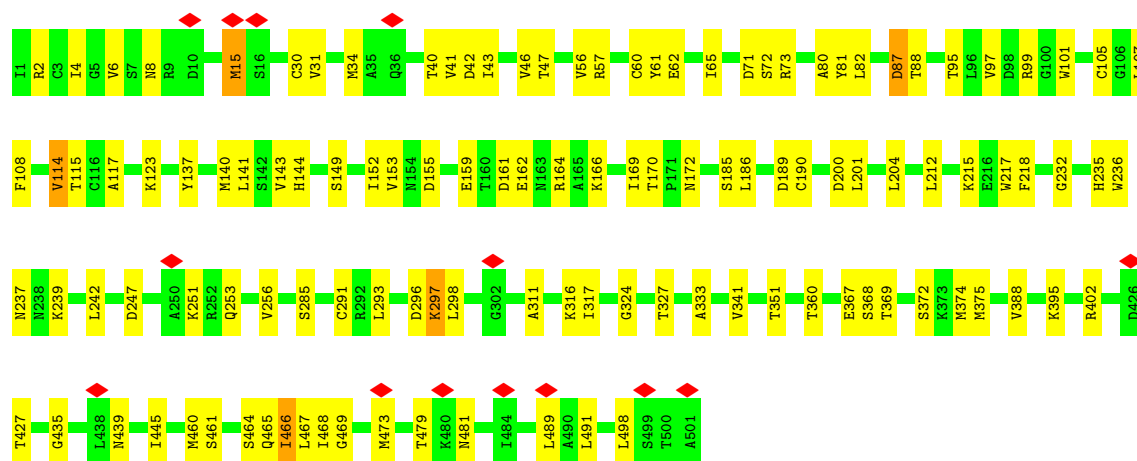 I1 R2 C3 I4 G5 V6 S7 N8 R9 D10 M15 S16 C30 V31 M34 A35 Q36 T40 V41 D42 I43 V46 T47 V56 R57 C60 Y61 E62 I65 D71 S72 R73 A80 Y81 L82 D87 T88 T95 L96 V97 D98 R99 G100 W101 C105 G106 L107
F108 V114 T115 C116 A117 K123 Y137 M140 L141 S142 V143 H144 S149 I152 V153 N154 D155 E159 T160 D161 E162 N163 R164 A165 K166 I169 T170 P171 N172 S185 L186 D189 C190 D200 L201 L204 L212 K215 E216 W217 F218 G232 H235 W236
N237 N238 K239 L242 D247 A250 K251 R252 Q253 V256 S285 C291 R292 L293 D296 K297 L298 G302 A311 K316 I317 G324 T327 A333 V341 T351 T360 E367 S368 T369 S372 K373 M374 M375 V388 K395 R402 D426
T427 G435 L438 N439 I445 M460 S461 S464 Q465 I466 L467 I468 G469 M473 T479 K480 N481 I484 L489 A490 L491 L498 S499 T500 A501